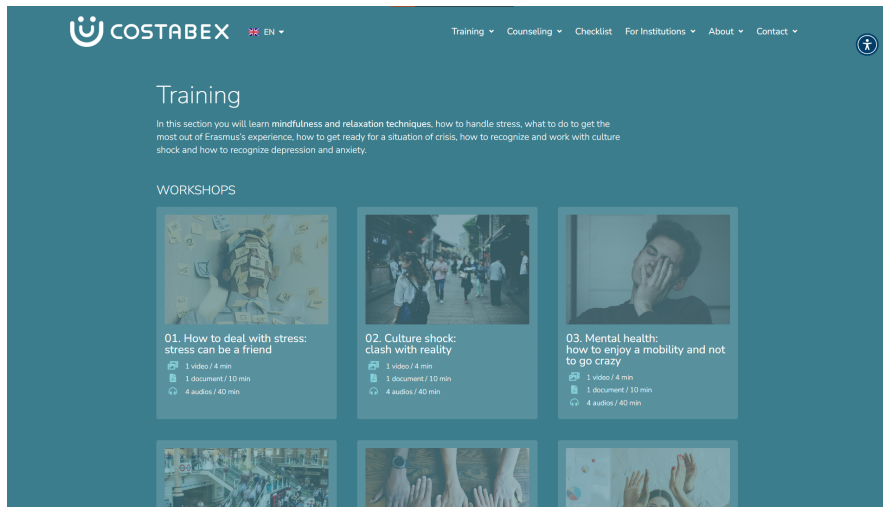 COSTABEX
EN
Training
Counseling
Checklist
For Institutions
About
Contact
Training
In this section you will learn mindfulness and relaxation techniques, how to handle stress, what to do to get the
most out of Erasmus's experience, how to get ready for a situation of crisis, how to recognize and work with culture
shock and how to recognize depression and anxiety.
WORKSHOPS
01. How to deal with stress:
stress can be a friend
1 video / 4 min
1 document / 10 min
4 audios / 40 min
02. Culture shock:
clash with reality
1 video / 4 min
1 document / 10 min
4 audios / 40 min
03. Mental health:
how to enjoy a mobility and not
to go crazy
1 video / 4 min
1 document / 10 min
4 audios / 40 min